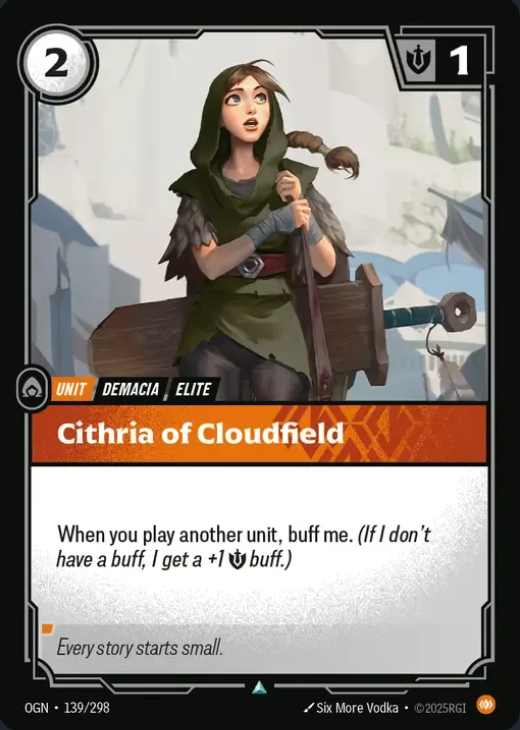 2
1
UNIT DEMACIA ELITE
Cithria of Cloudfield
When you play another unit, buff me. (If I don't
have a buff, I get a +1 buff.)
Every story starts small.
OGN • 139/298
Six More Vodka • ©2025RGI